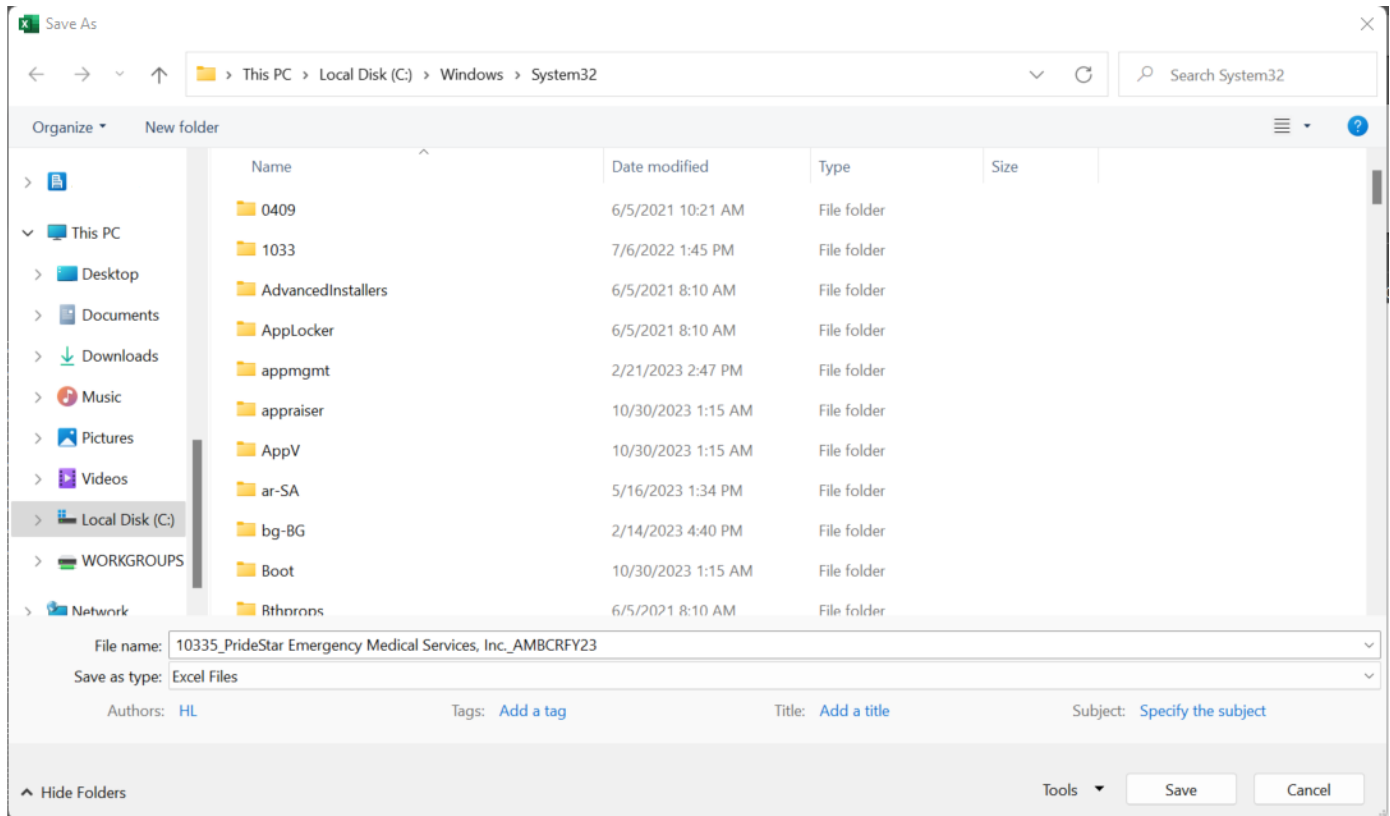 Save As
This PC > Local Disk (C:) > Windows > System32
Search System32
Organize
New folder
Name Date modified Type Size
This PC
Desktop
Documents
Downloads
Music
Pictures
Videos
Local Disk (C:)
WORKGROUPS
Network
0409 6/5/2021 10:21 AM File folder
1033 7/6/2022 1:45 PM File folder
AdvancedInstallers 6/5/2021 8:10 AM File folder
AppLocker 6/5/2021 8:10 AM File folder
appmgmt 2/21/2023 2:47 PM File folder
appraiser 10/30/2023 1:15 AM File folder
AppV 10/30/2023 1:15 AM File folder
ar-SA 5/16/2023 1:34 PM File folder
bg-BG 2/14/2023 4:40 PM File folder
Boot 10/30/2023 1:15 AM File folder
Bthprops 6/5/2021 8:10 AM File folder
File name: 10335_PrideStar Emergency Medical Services, Inc._AMBCRFY23
Save as type: Excel Files
Authors: HL Tags: Add a tag Title: Add a title Subject: Specify the subject
Hide Folders Tools Save Cancel